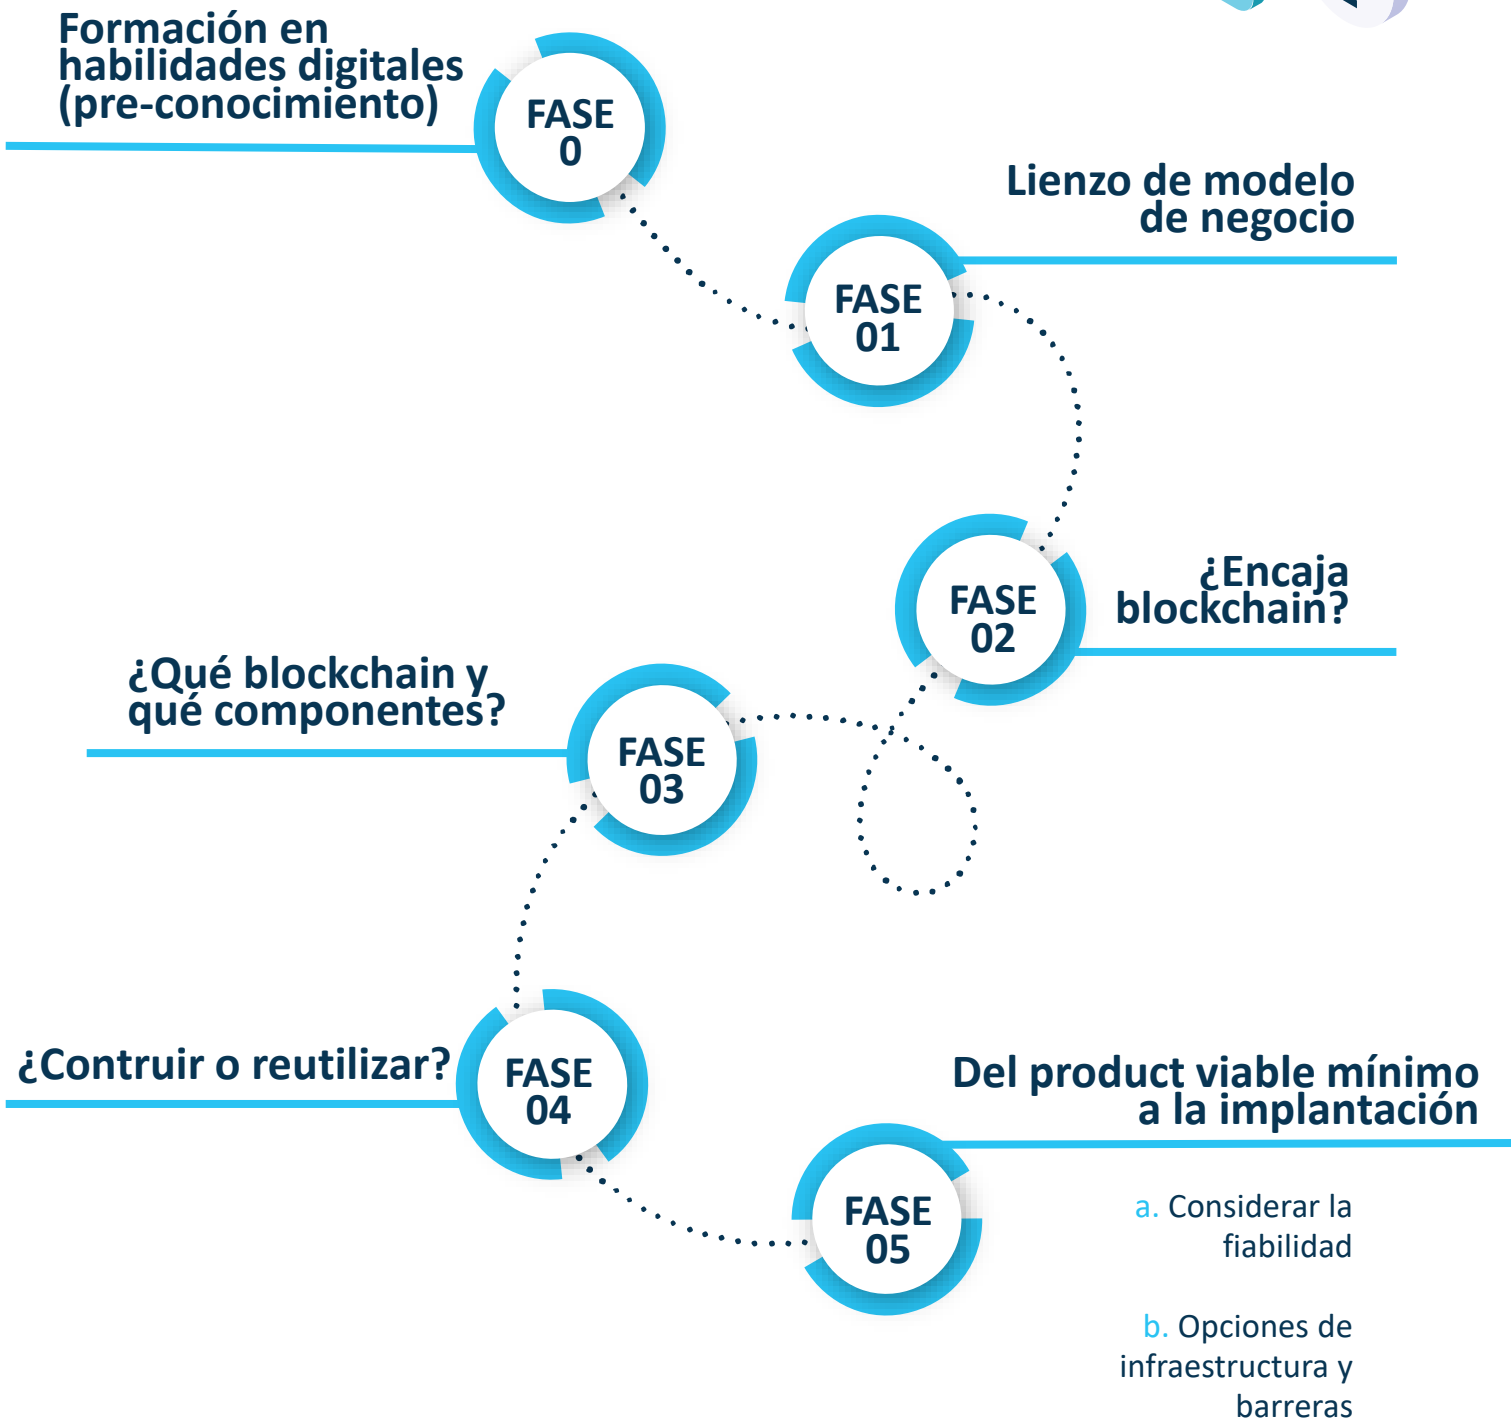 Formación en
habilidades digitales
(pre-conocimiento)
FASE
0
Lienzo de modelo
de negocio
FASE
01
¿Encaja
blockchain?
FASE
02
¿Qué blockchain y
qué componentes?
FASE
03
¿Contruir o reutilizar?
FASE
04
Del product viable mínimo
a la implantación
FASE
05
a. Considerar la
fiabilidad
b. Opciones de
infraestructura y
barreras